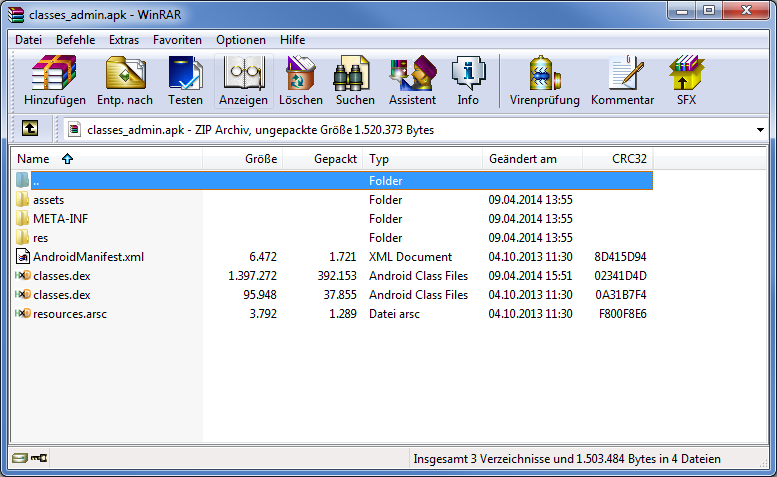 classes_admin.apk - WinRAR
Datei Befehle Extras Favoriten Optionen Hilfe
Hinzufügen Entp. nach Testen Anzeigen Löschen Suchen Assistent Info Virenprüfung Kommentar SFX
classes_admin.apk - ZIP Archiv, ungepackte Größe 1.520.373 Bytes
Name Größe Gepackt Typ Geändert am CRC32
.. Folder
assets Folder 09.04.2014 13:55
META-INF Folder 09.04.2014 13:55
res Folder 09.04.2014 13:55
AndroidManifest.xml 6.472 1.721 XML Document 04.10.2013 11:30 8D415D94
classes.dex 1.397.272 392.153 Android Class Files 09.04.2014 15:51 02341D4D
classes.dex 95.948 37.855 Android Class Files 04.10.2013 11:30 0A31B7F4
resources.arsc 3.792 1.289 Datei arsc 04.10.2013 11:30 F800F8E6
Insgesamt 3 Verzeichnisse und 1.503.484 Bytes in 4 Dateien